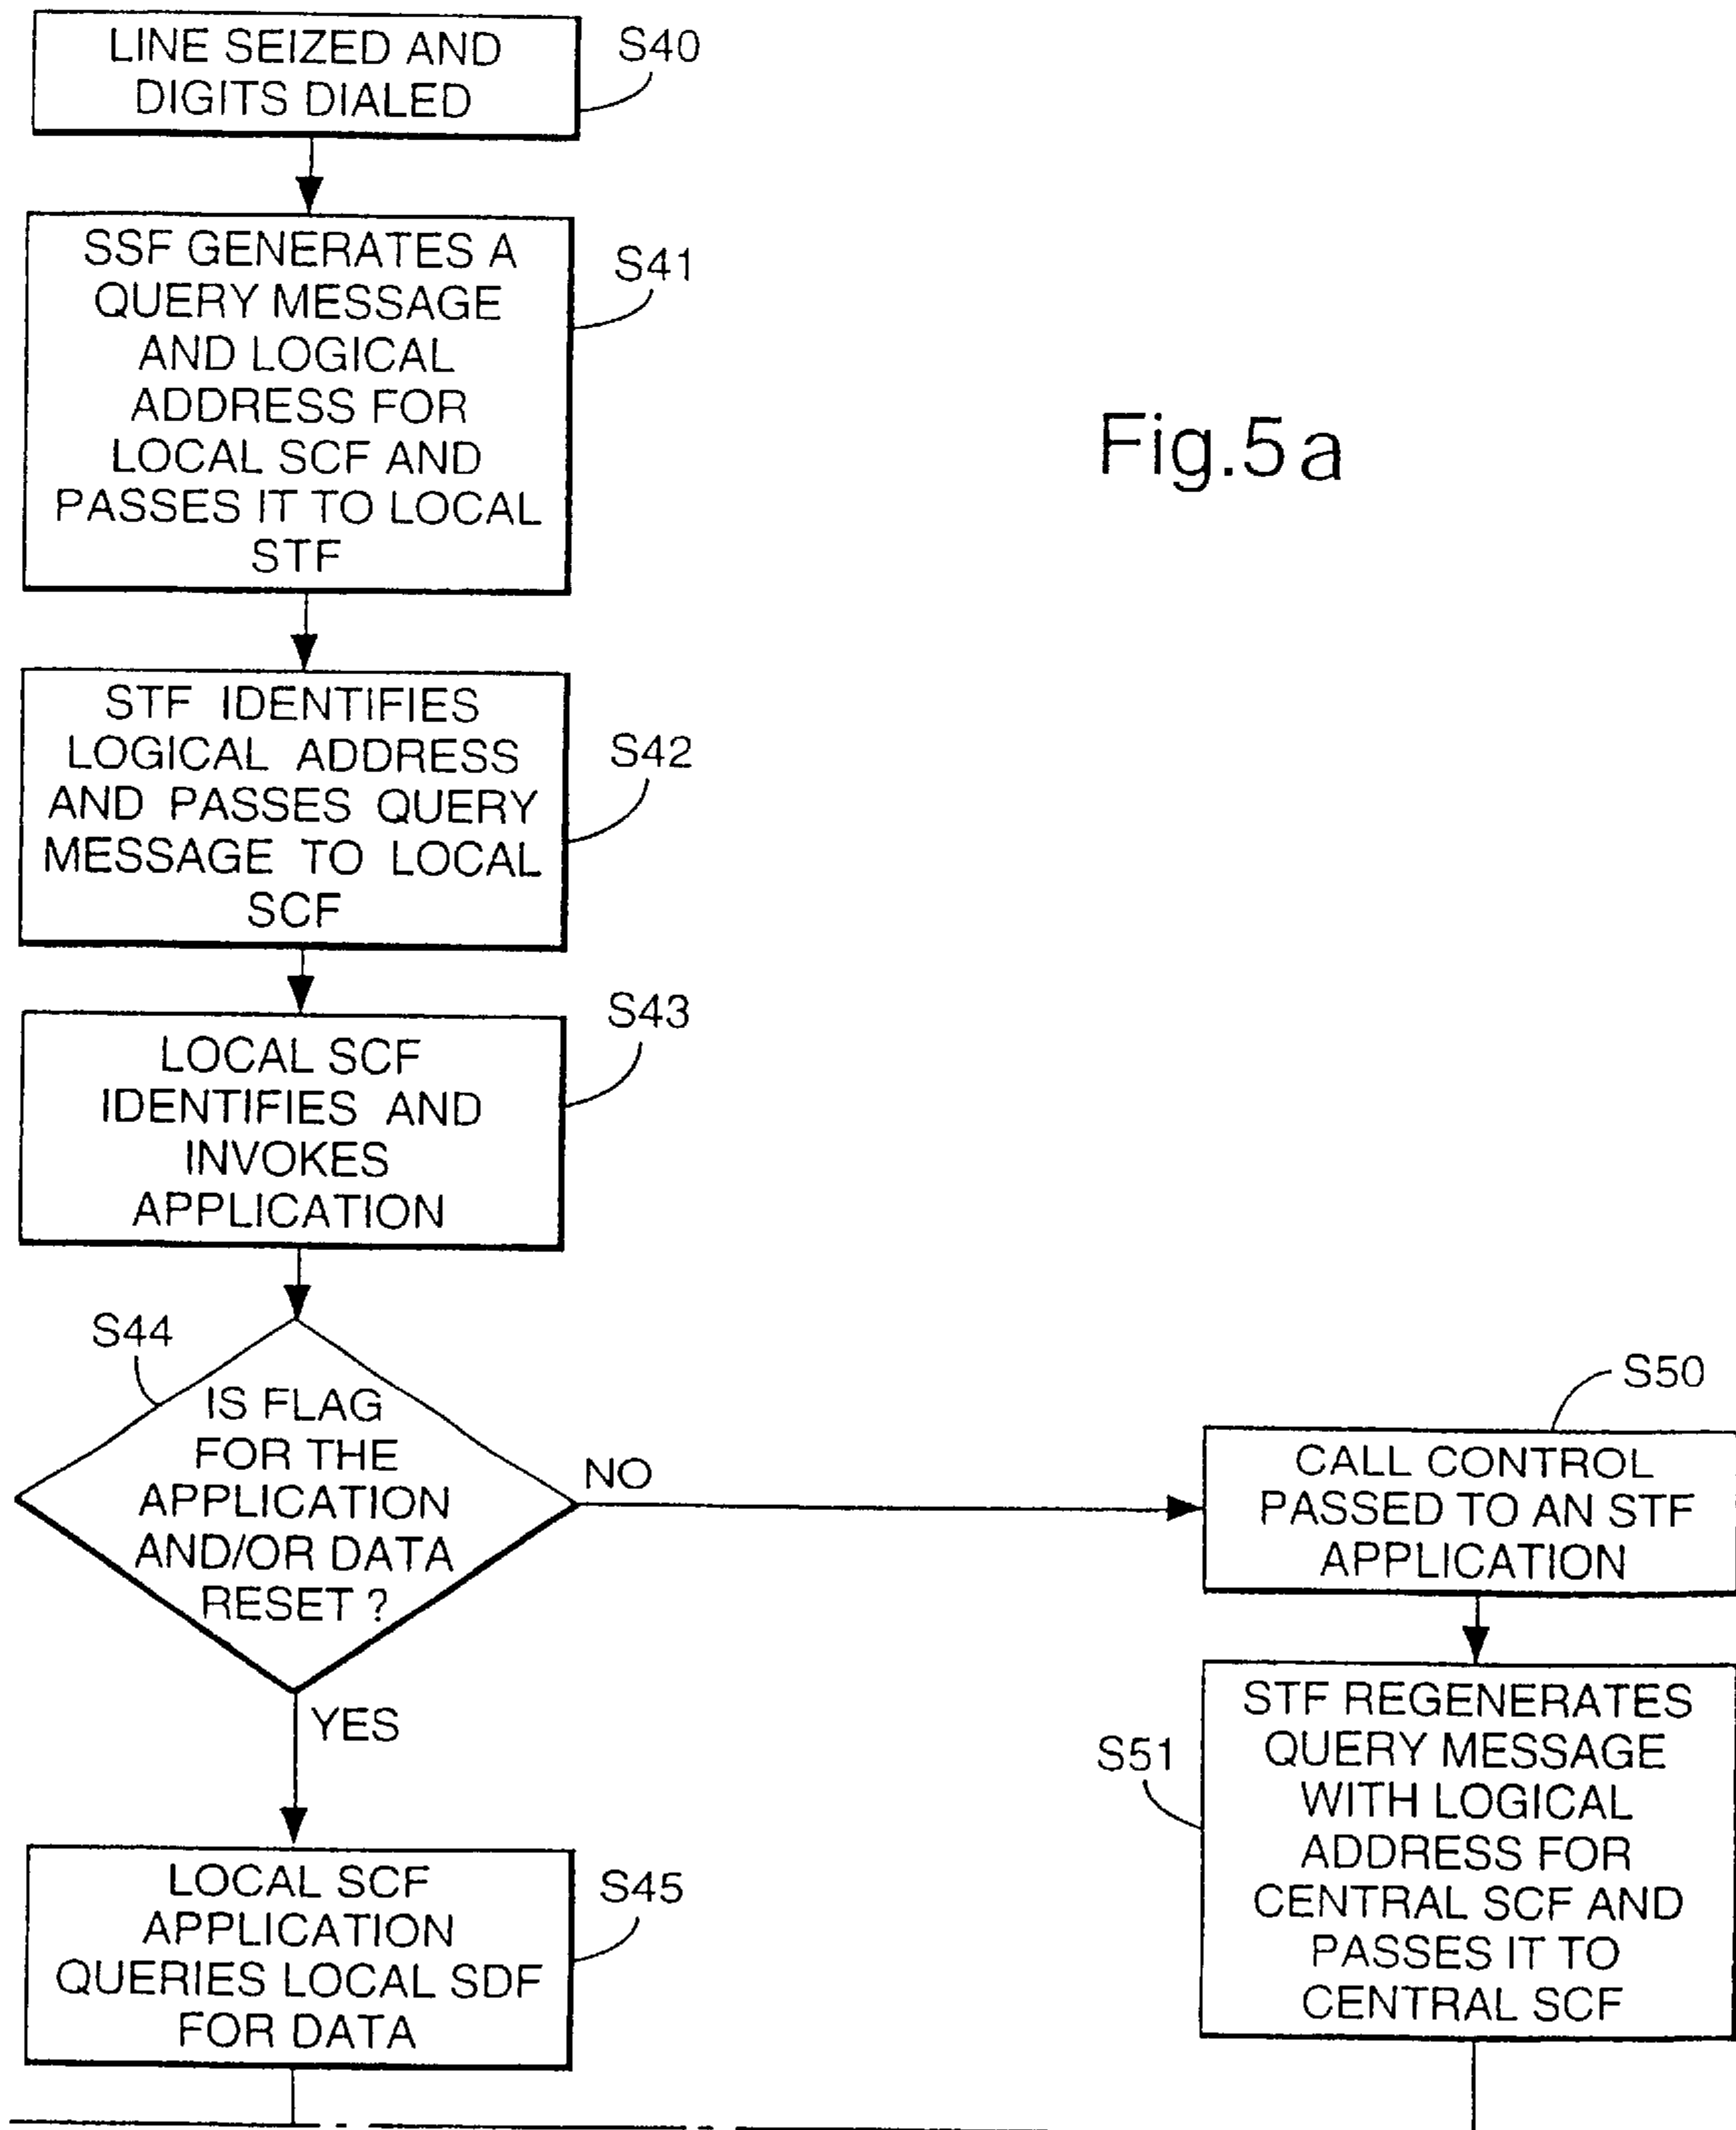 LINE SEIZED AND
DIGITS DIALED
S40
SSF GENERATES A
QUERY MESSAGE
AND LOGICAL
ADDRESS FOR
LOCAL SCF AND
PASSES IT TO LOCAL
STF
S41
Fig.5a
STF IDENTIFIES
LOGICAL ADDRESS
AND PASSES QUERY
MESSAGE TO LOCAL
SCF
S42
LOCAL SCF
IDENTIFIES AND
INVOKES
APPLICATION
S43
S44
IS FLAG
FOR THE
APPLICATION
AND/OR DATA
RESET ?
NO
YES
S50
CALL CONTROL
PASSED TO AN STF
APPLICATION
S51
STF REGENERATES
QUERY MESSAGE
WITH LOGICAL
ADDRESS FOR
CENTRAL SCF AND
PASSES IT TO
CENTRAL SCF
LOCAL SCF
APPLICATION
QUERIES LOCAL SDF
FOR DATA
S45